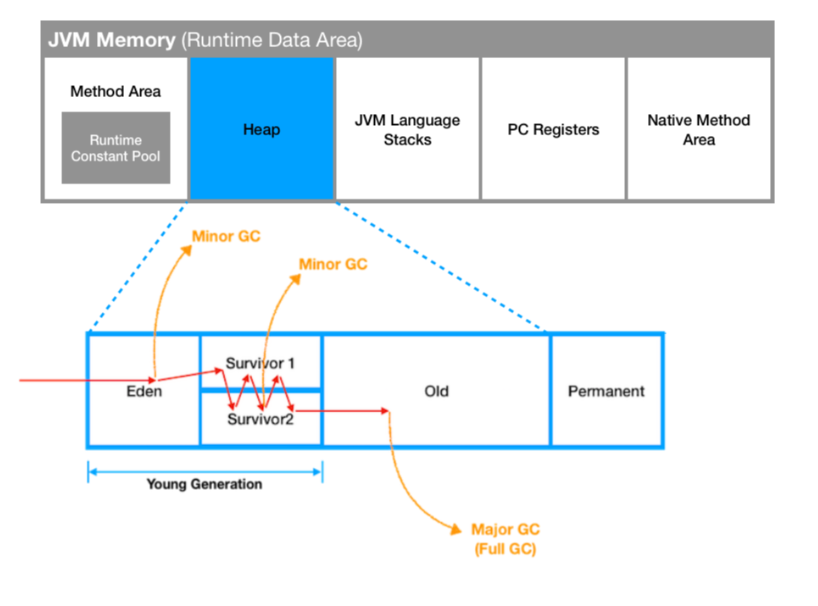 JVM Memory (Runtime Data Area)
Method Area
Runtime
Constant Pool
Heap
JVM Language
Stacks
PC Registers
Native Method
Area
Minor GC
Minor GC
Eden
Survivor 1
Survivor2
Old
Permanent
Young Generation
Major GC
(Full GC)